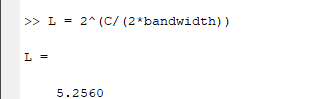 >> L = 2^(C/(2*bandwidth))
L =
5.2560